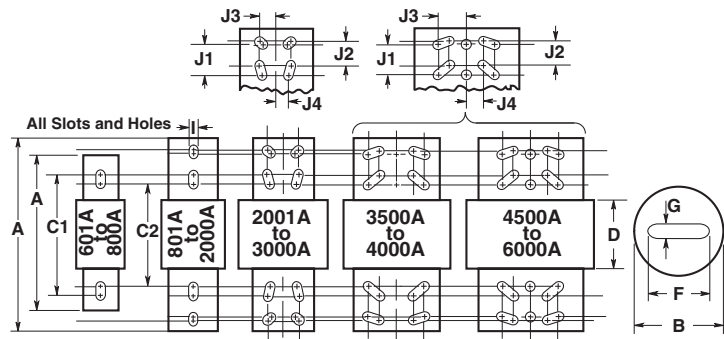 J3
J3
J1
J2
J1
J2
J4
J4
All Slots and Holes
I
A
A
C1
601A
to
800A
C2
801A
to
2000A
2001A
to
3000A
3500A
to
4000A
4500A
to
6000A
D
G
F
B